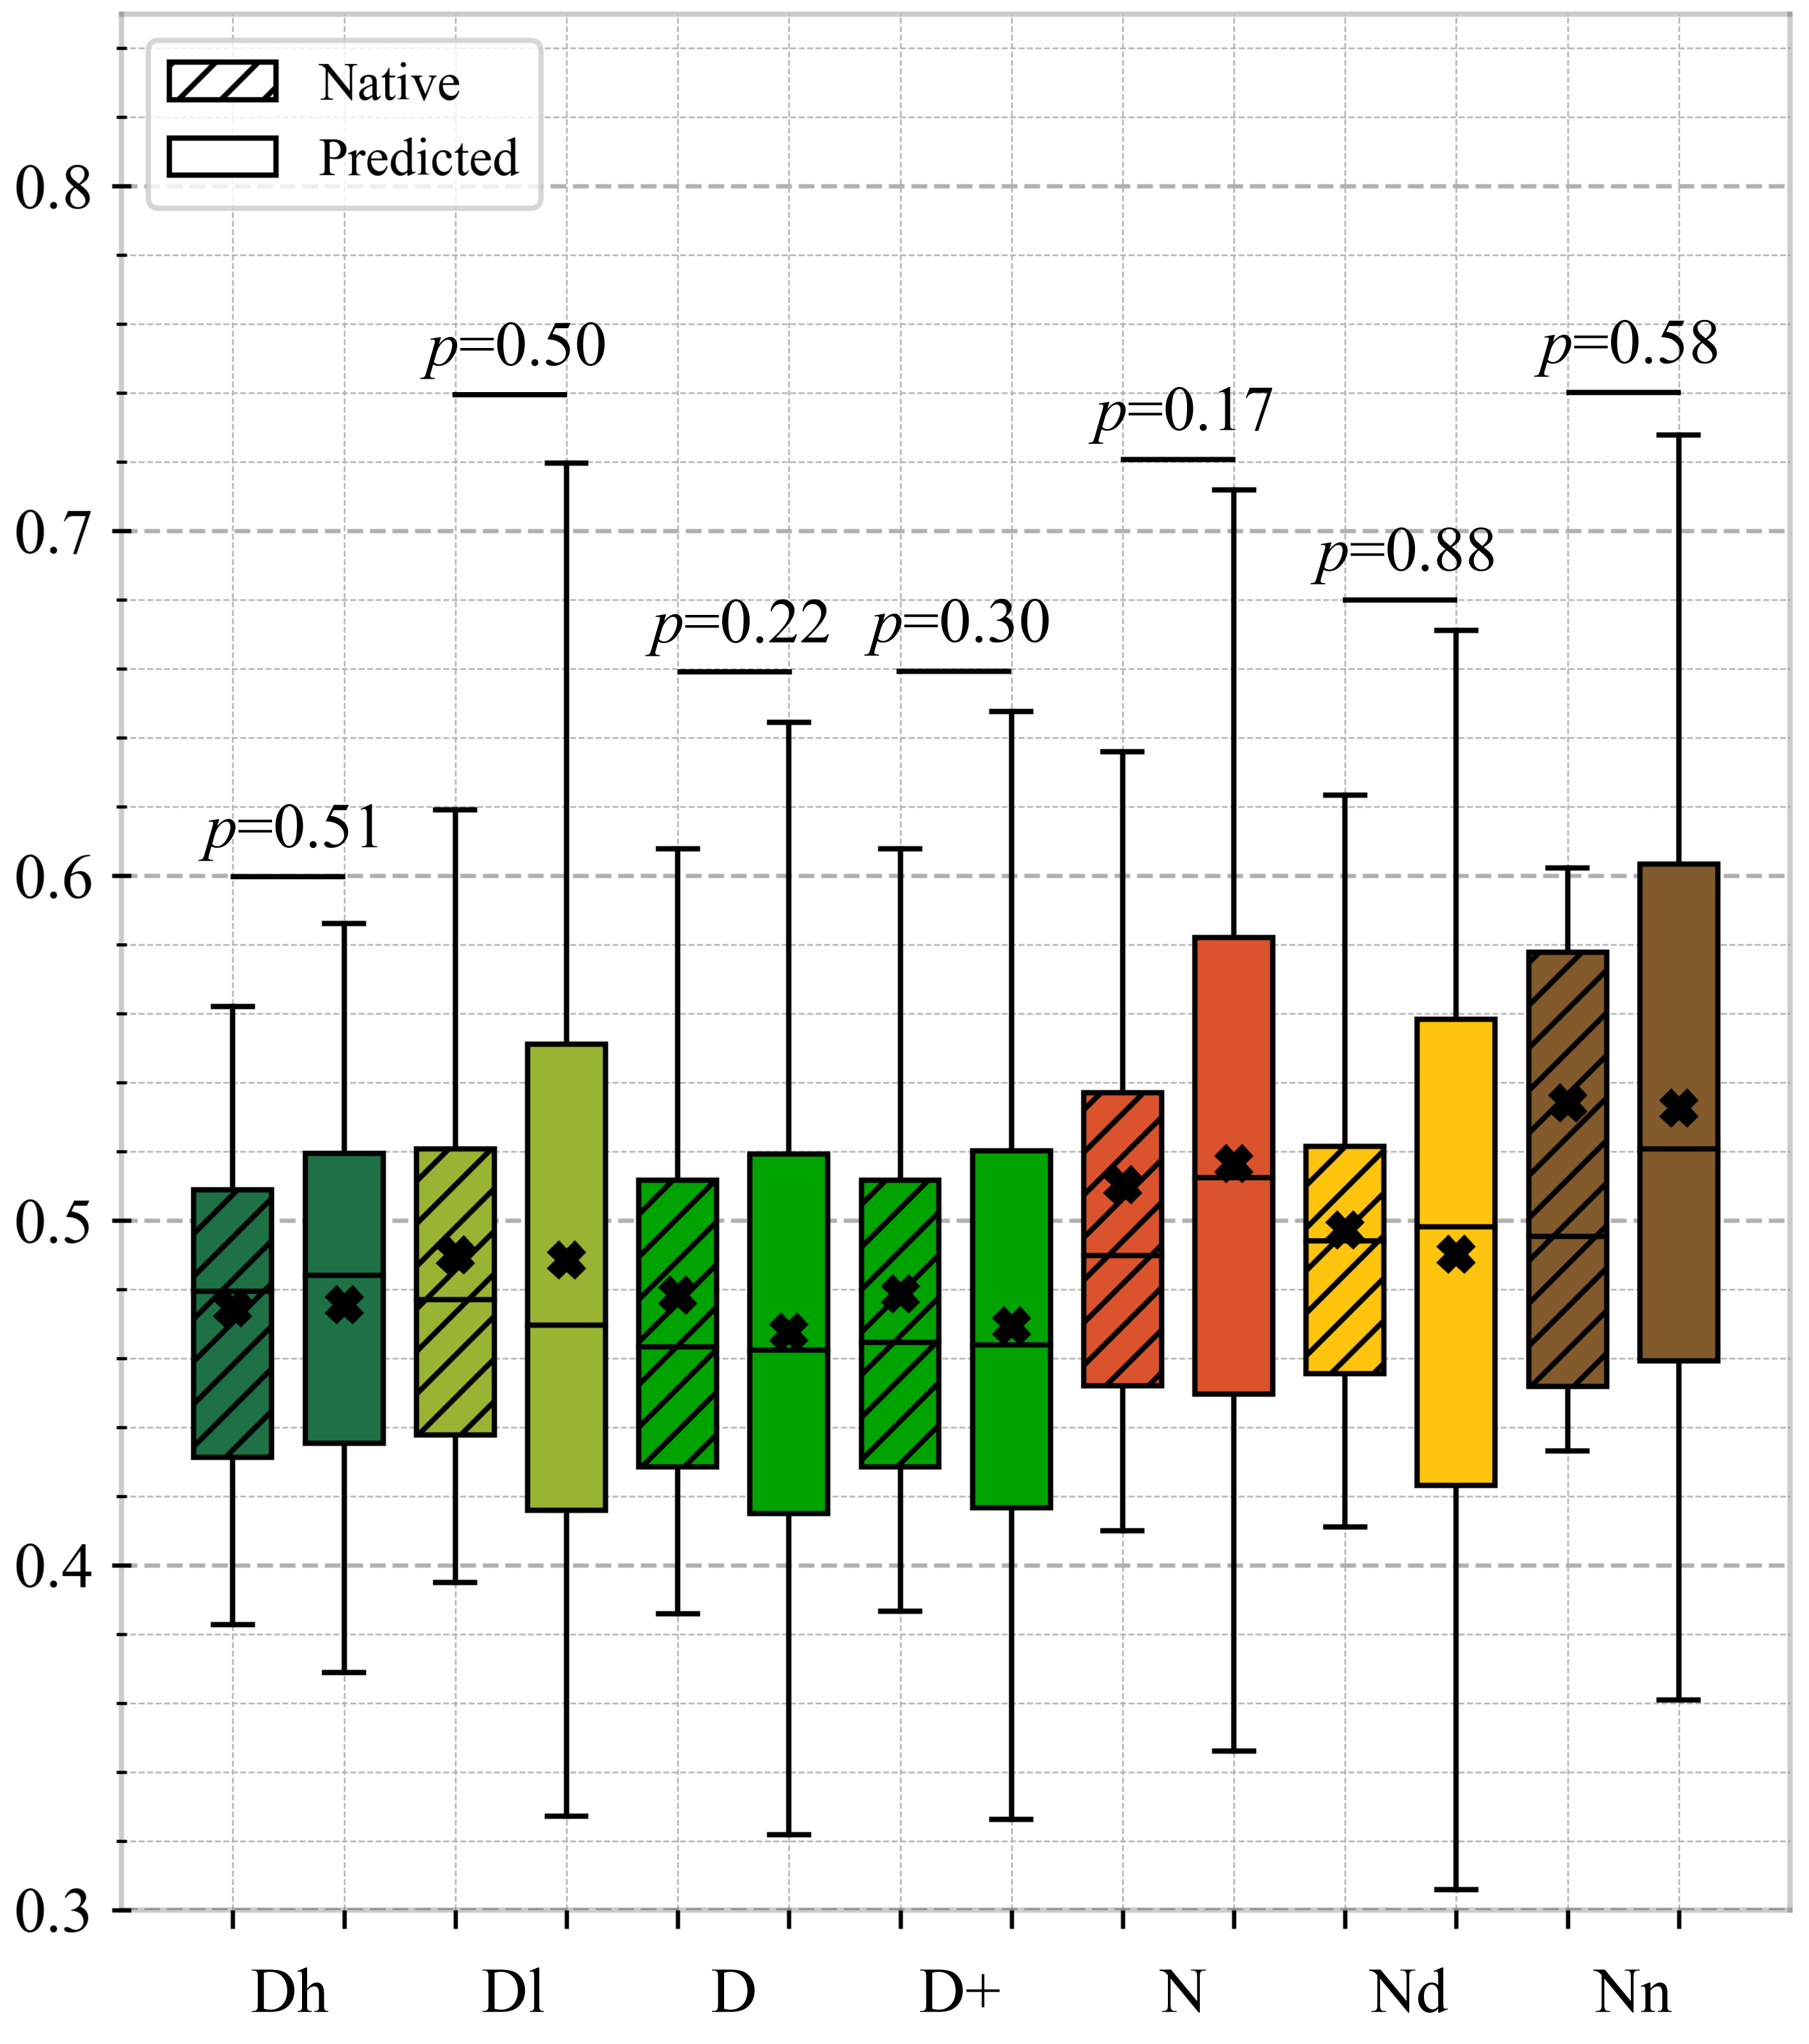 Native
Predicted
0.8
0.7
0.6
0.5
0.4
0.3
p=0.51
p=0.50
p=0.22
p=0.30
p=0.17
p=0.88
p=0.58
Dh
Dl
D
D+
N
Nd
Nn